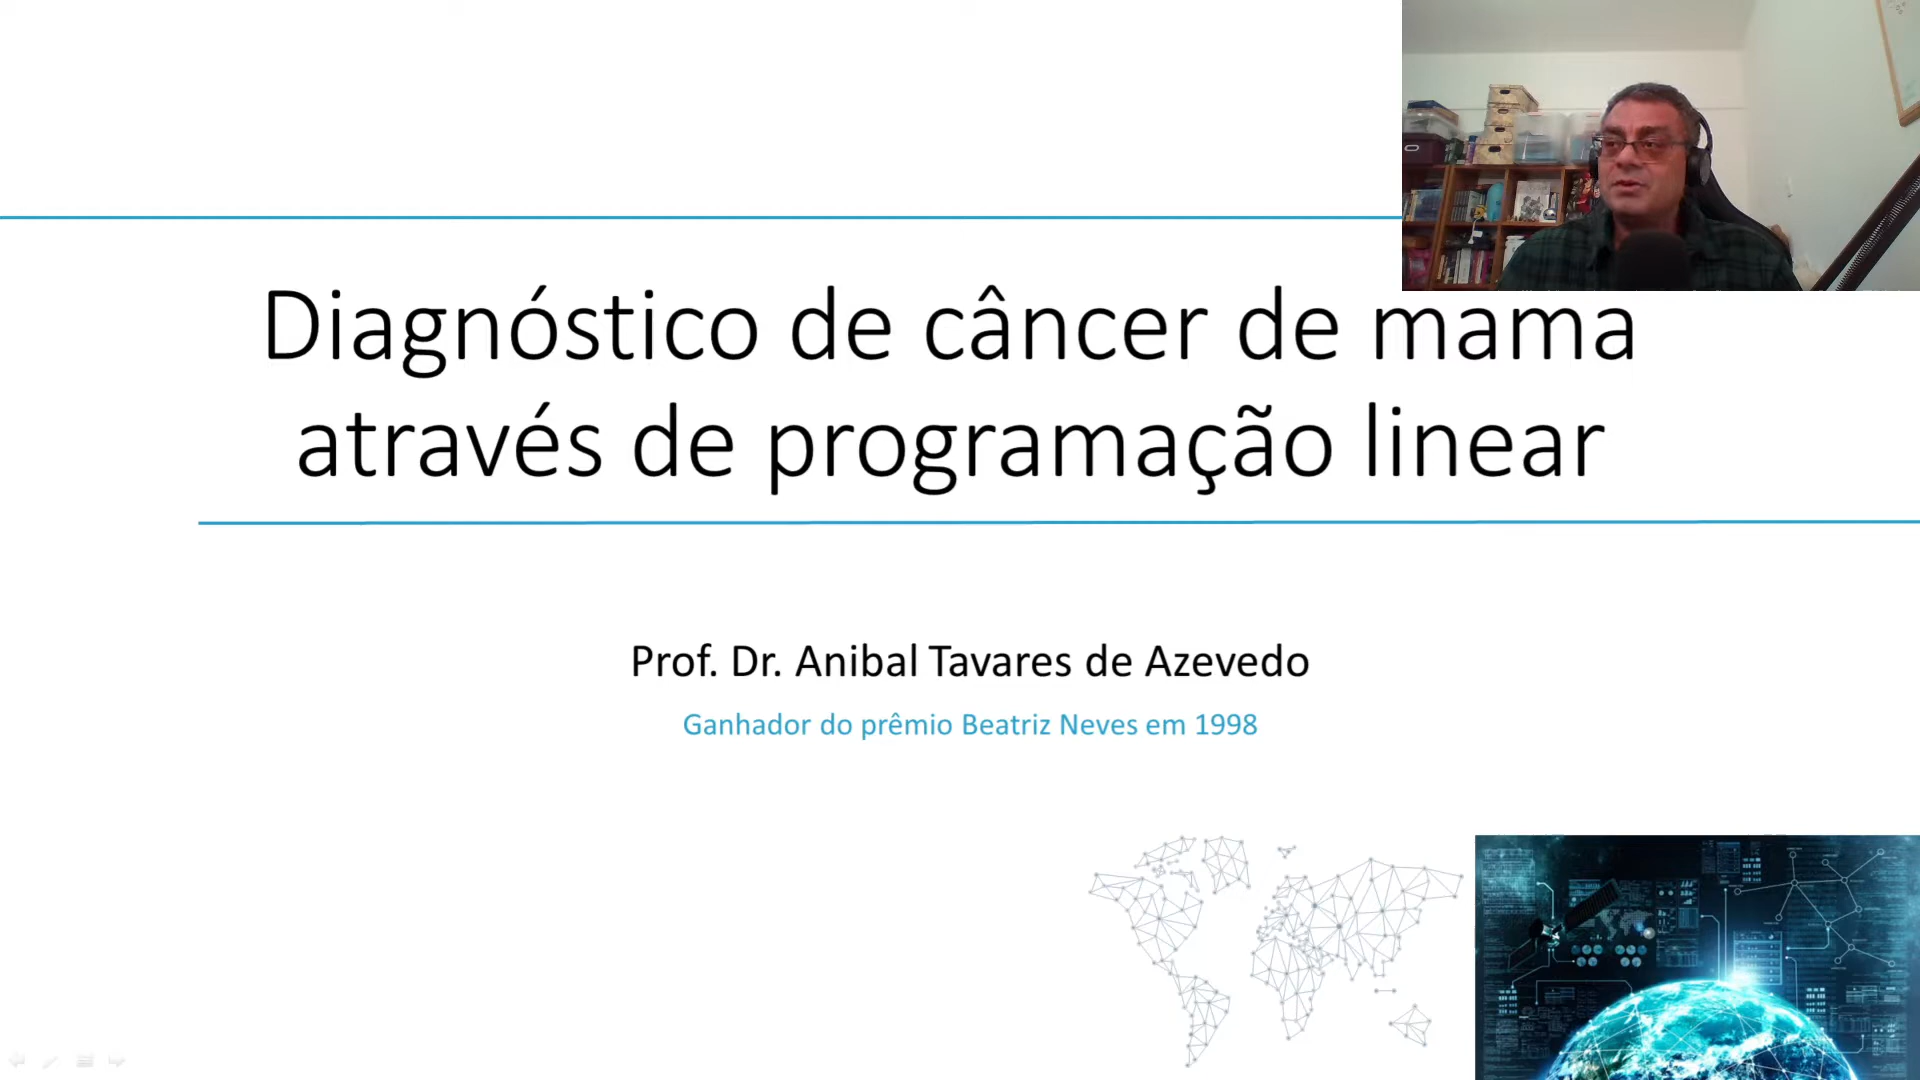 Diagnóstico de câncer de mama
através de programação linear
Prof. Dr. Anibal Tavares de Azevedo
Ganhador do prêmio Beatriz Neves em 1998